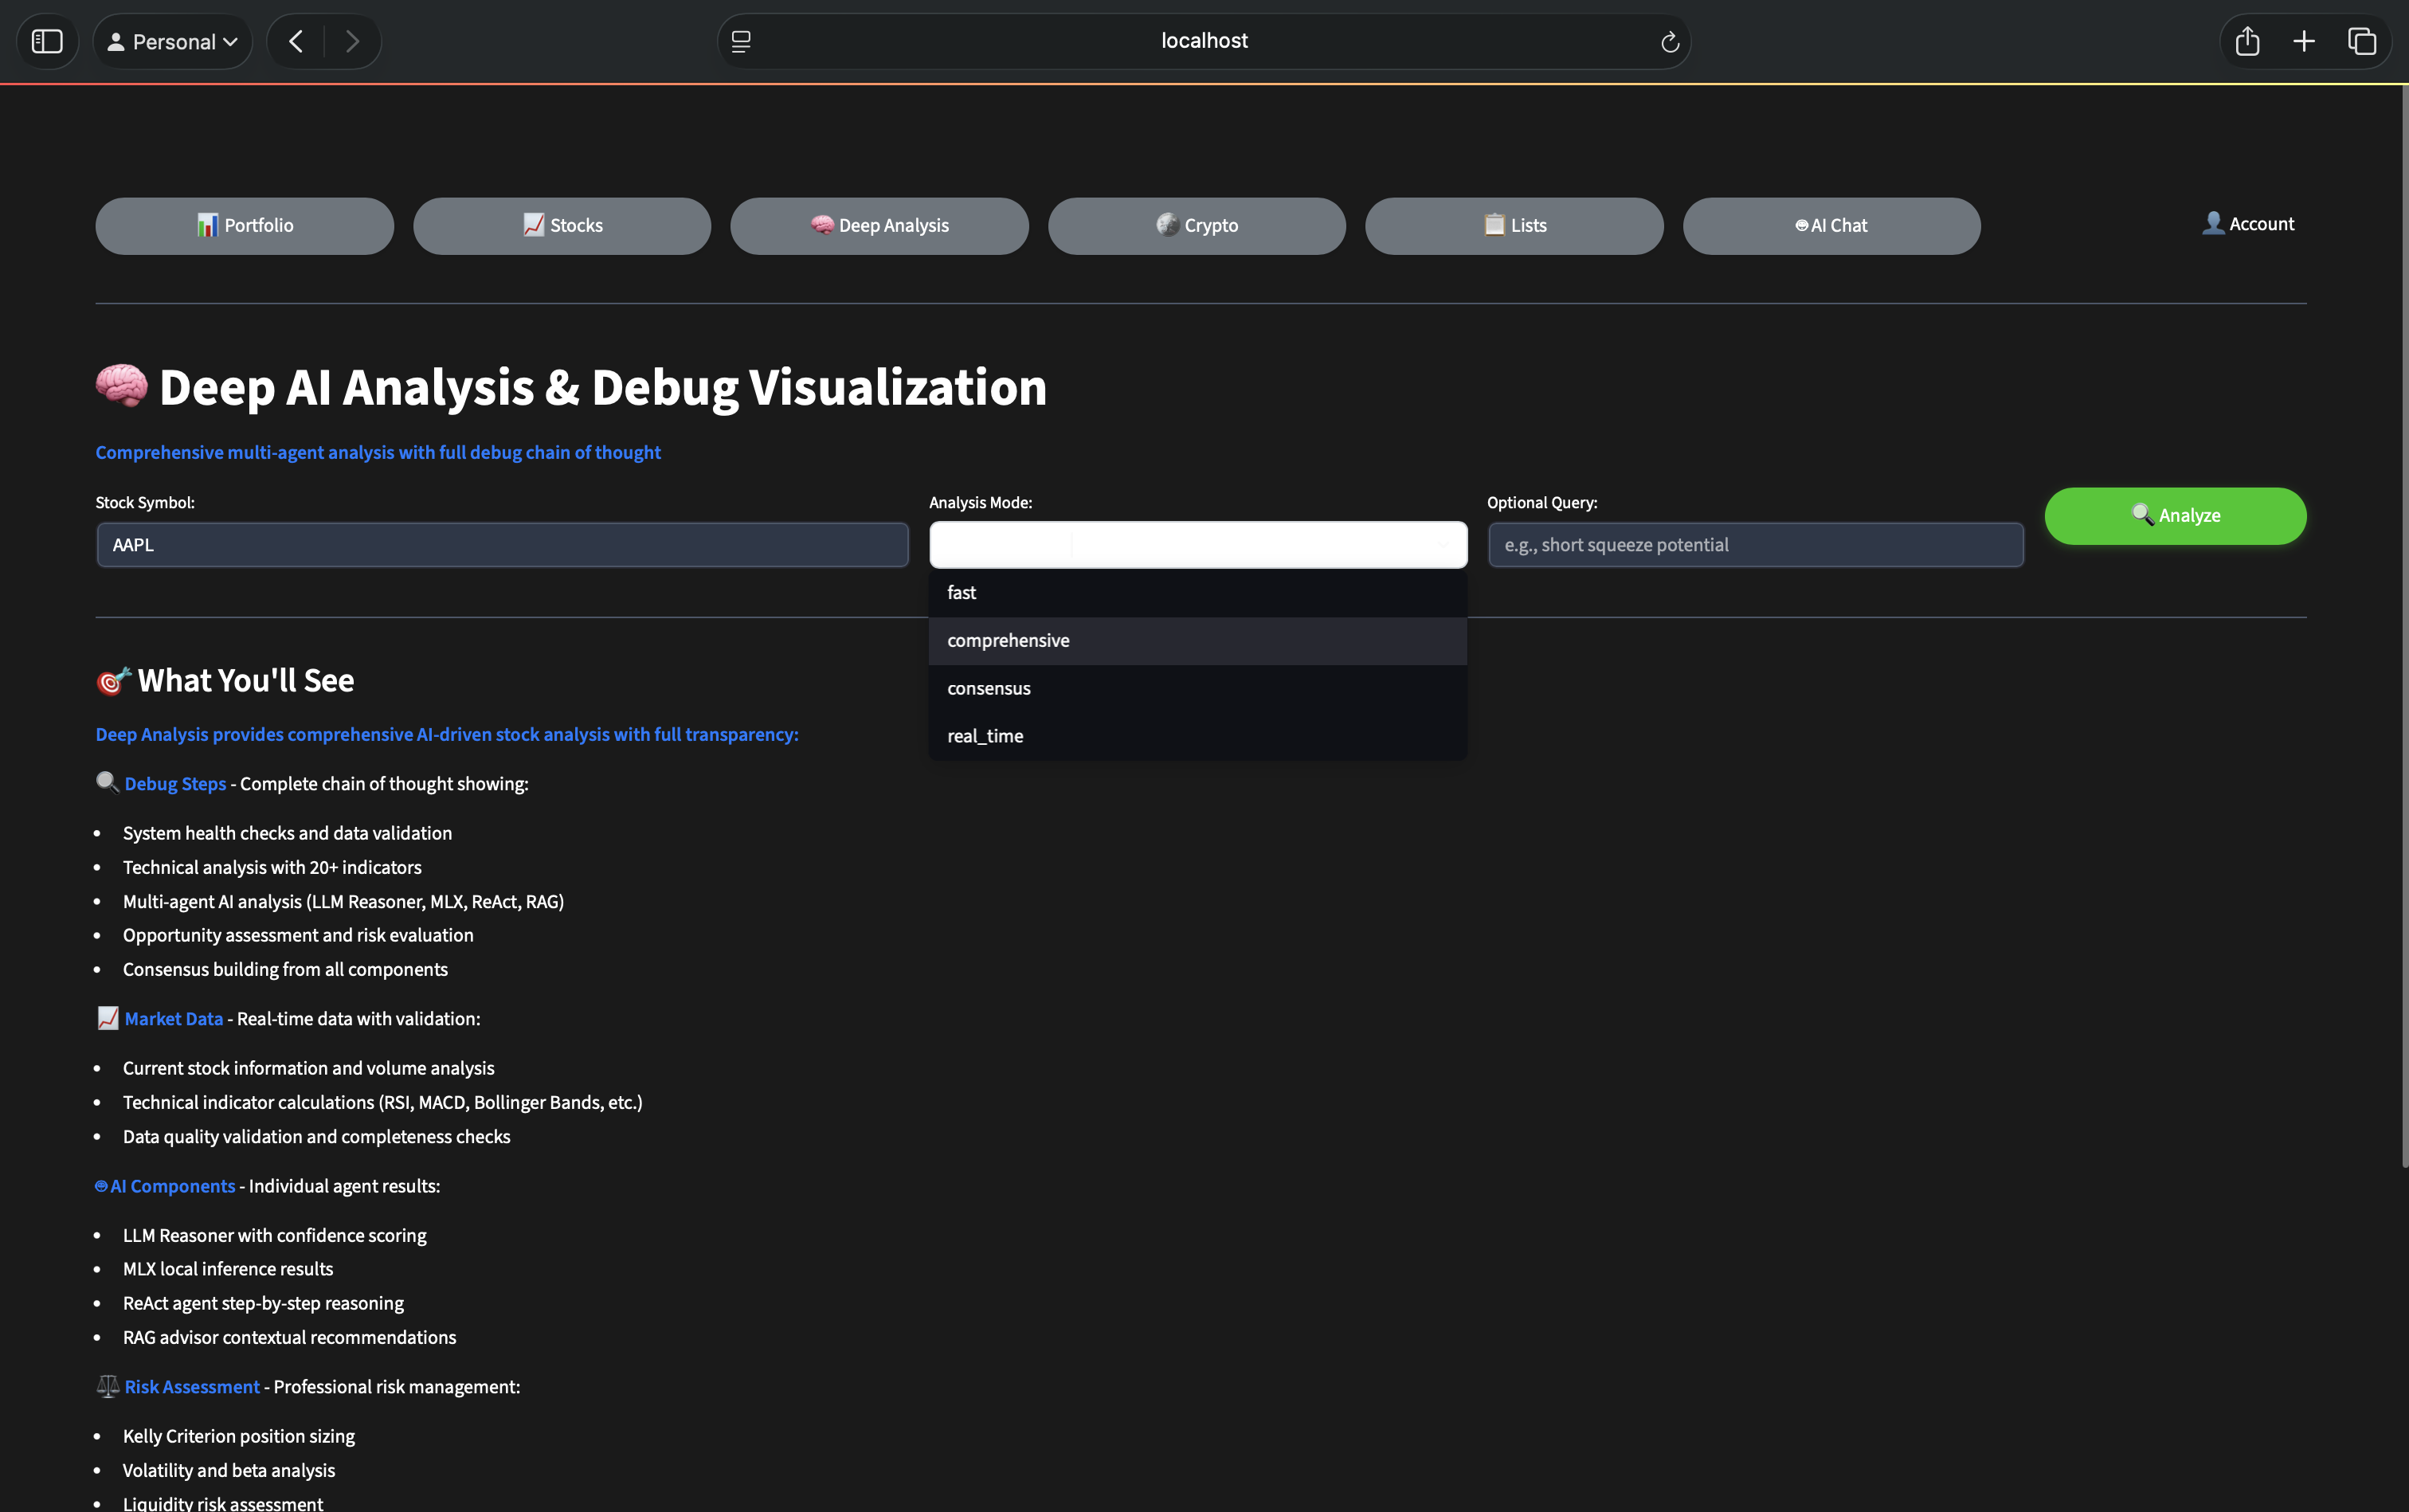 Personal
localhost
📊 Portfolio
📈 Stocks
🧠 Deep Analysis
🪙 Crypto
📋 Lists
AI Chat
👤 Account
🧠 Deep AI Analysis & Debug Visualization
Comprehensive multi-agent analysis with full debug chain of thought
Stock Symbol:
AAPL
Analysis Mode:
fast
comprehensive
consensus
real_time
Optional Query:
e.g., short squeeze potential
🔍 Analyze
🎯 What You'll See
Deep Analysis provides comprehensive AI-driven stock analysis with full transparency:
🔍 Debug Steps - Complete chain of thought showing:
• System health checks and data validation
• Technical analysis with 20+ indicators
• Multi-agent AI analysis (LLM Reasoner, MLX, ReAct, RAG)
• Opportunity assessment and risk evaluation
• Consensus building from all components
📈 Market Data - Real-time data with validation:
• Current stock information and volume analysis
• Technical indicator calculations (RSI, MACD, Bollinger Bands, etc.)
• Data quality validation and completeness checks
AI Components - Individual agent results:
• LLM Reasoner with confidence scoring
• MLX local inference results
• ReAct agent step-by-step reasoning
• RAG advisor contextual recommendations
⚖️ Risk Assessment - Professional risk management:
• Kelly Criterion position sizing
• Volatility and beta analysis
• Liquidity risk assessment